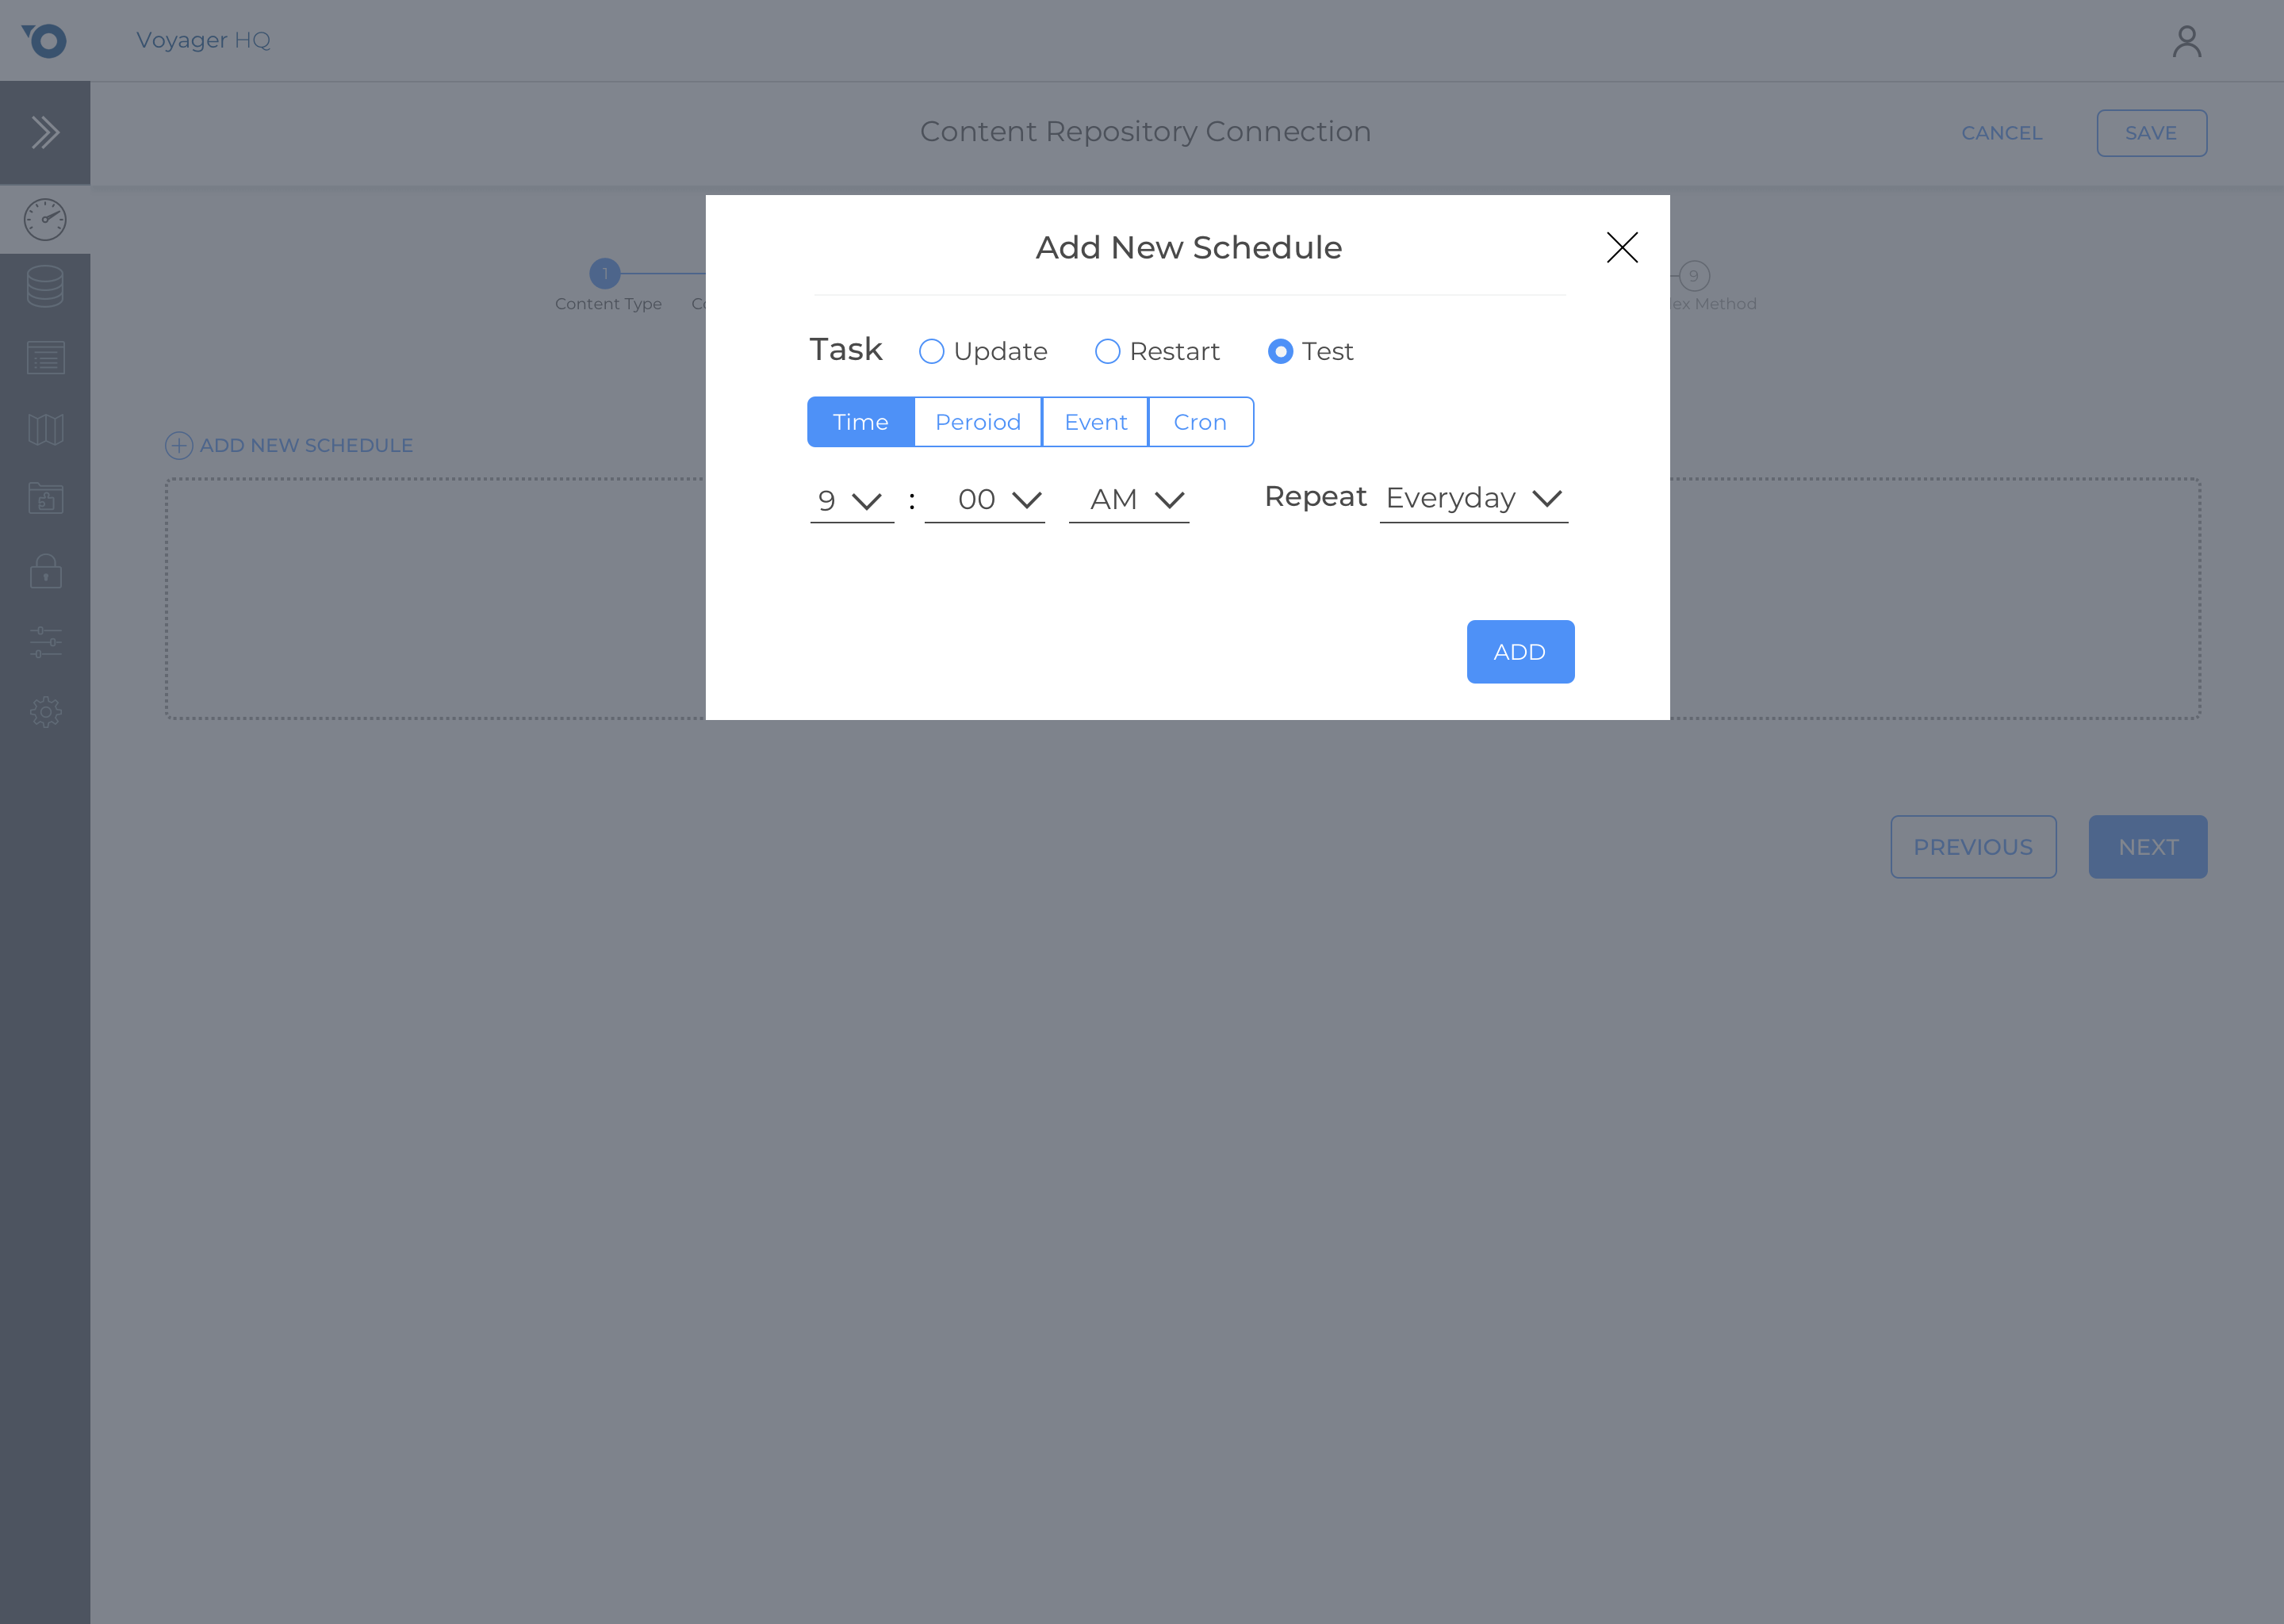 Voyager HQ
Content Repository Connection
CANCEL
SAVE
Add New Schedule
1
9
Content Type
Method
Task
Update
Restart
Test
Time
Peroiod
Event
Cron
ADD NEW SCHEDULE
9 : 00 AM
Repeat Everyday
ADD
PREVIOUS
NEXT